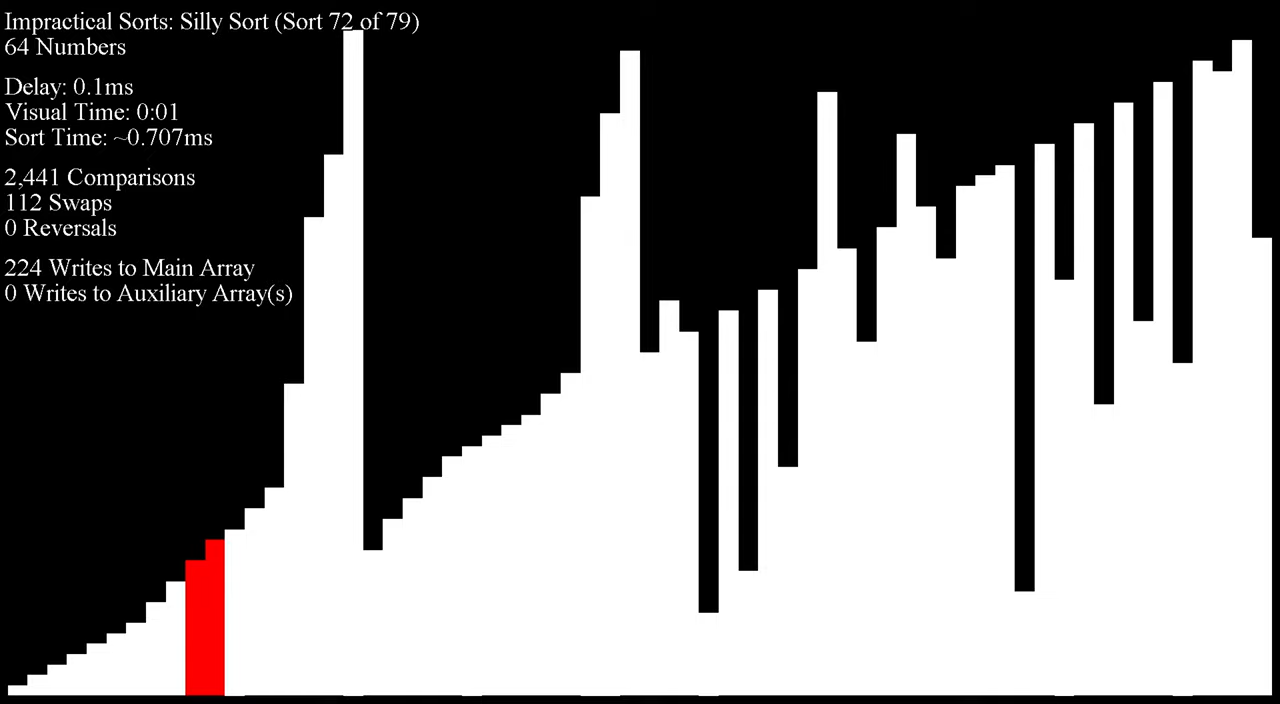 Impractical Sorts: Silly Sort (Sort 72 of 79)
64 Numbers
Delay: 0.1ms
Visual Time: 0:01
Sort Time: ~0.707ms
2,441 Comparisons
112 Swaps
0 Reversals
224 Writes to Main Array
0 Writes to Auxiliary Array(s)